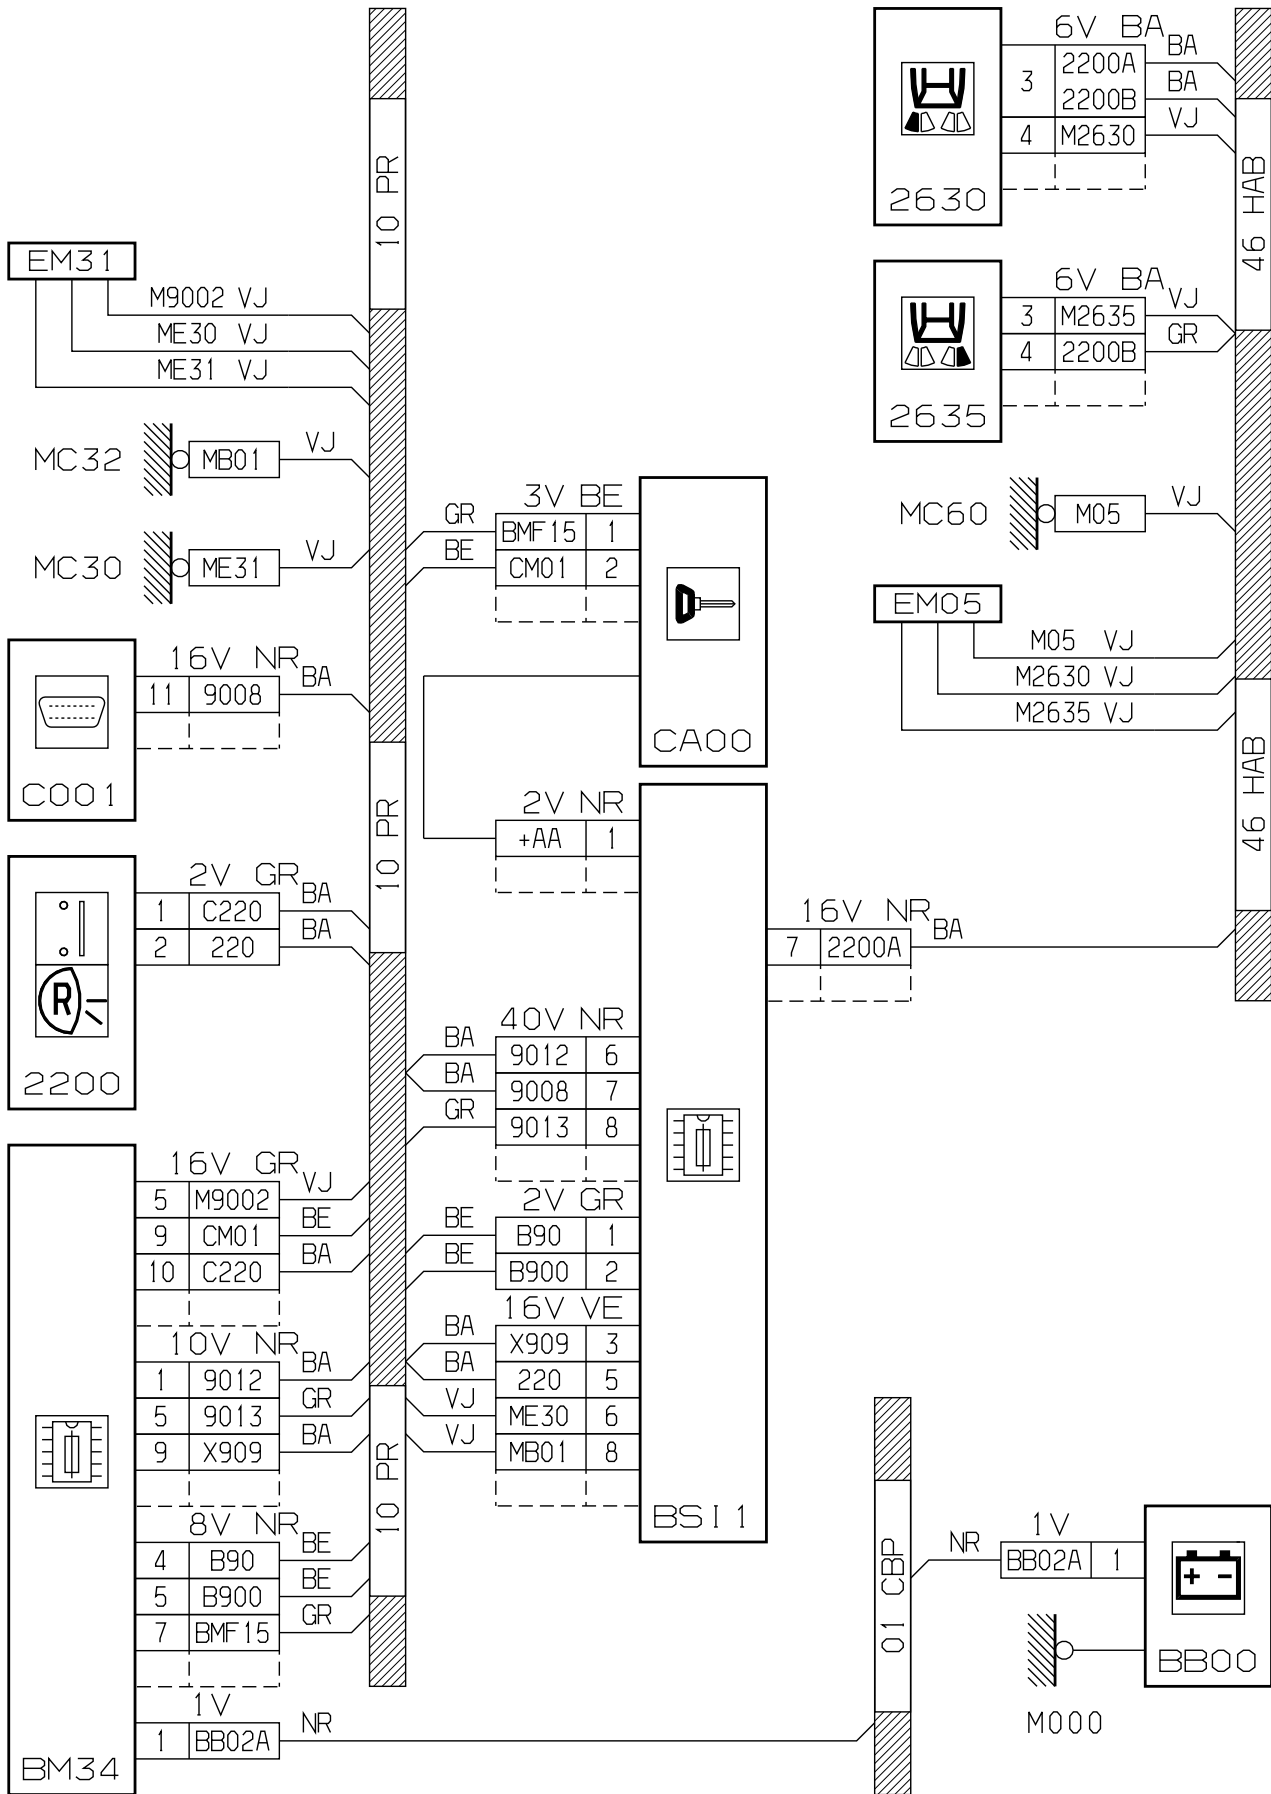 10 PR
EM31
M9002 VJ
ME30 VJ
ME31 VJ
MC32
MB01
VJ
MC30
ME31
VJ
16V NR
BA
11 9008
C001
10 PR
2V GR
BA
1 C220
BA
2 220
2200
R
16V GR
VJ
5 M9002
BE
9 CM01
BA
10 C220
10V NR
BA
1 9012
GR
5 9013
BA
9 X909
10 PR
8V NR
BE
4 B90
BE
5 B900
GR
7 BMF15
1V
NR
1 BB02A
BM34
3V BE
GR
BMF15 1
BE
CM01 2
CA00
2V NR
+AA 1
16V NR
BA
7 2200A
40V NR
BA
9012 6
BA
9008 7
GR
9013 8
2V GR
BE
B90 1
BE
B900 2
16V VE
BA
X909 3
BA
220 5
VJ
ME30 6
VJ
MB01 8
BSI1
6V BA
BA
3 2200A
BA
2200B
VJ
4 M2630
2630
46 HAB
6V BA
VJ
3 M2635
GR
4 2200B
2635
MC60
M05
VJ
EM05
M05 VJ
M2630 VJ
M2635 VJ
46 HAB
01 CBP
1V
NR
BB02A 1
+ -
BB00
M000